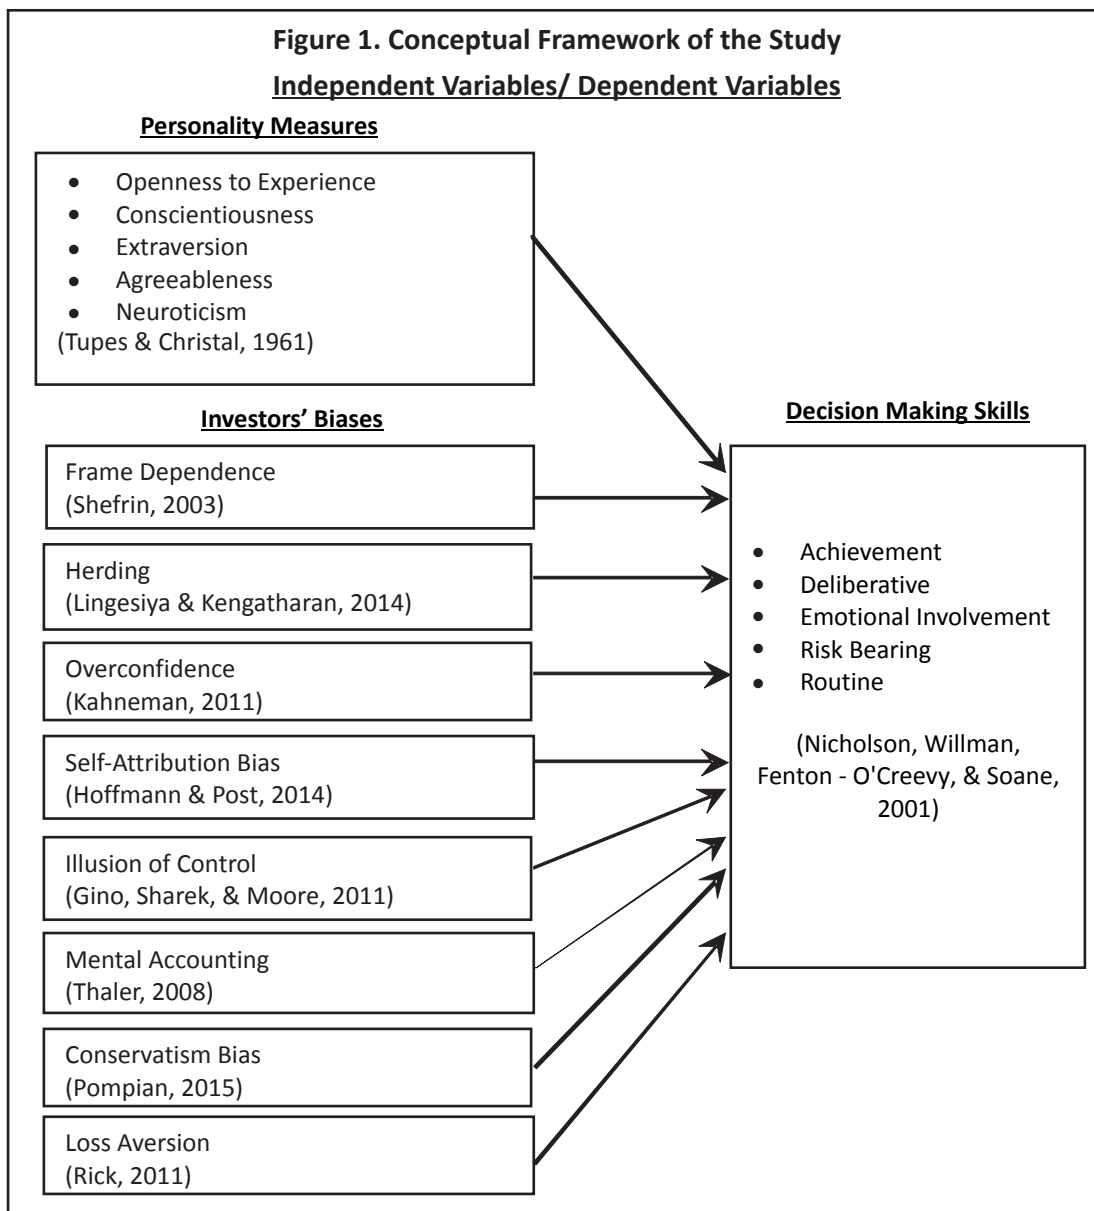 Figure 1. Conceptual Framework of the Study
Independent Variables/ Dependent Variables
Personality Measures
• Openness to Experience
• Conscientiousness
• Extraversion
• Agreeableness
• Neuroticism
(Tupes & Christal, 1961)
Investors’ Biases
Frame Dependence
(Shefrin, 2003)
Herding
(Lingesiya & Kengatharan, 2014)
Overconfidence
(Kahneman, 2011)
Self-Attribution Bias
(Hoffmann & Post, 2014)
Illusion of Control
(Gino, Sharek, & Moore, 2011)
Mental Accounting
(Thaler, 2008)
Conservatism Bias
(Pompian, 2015)
Loss Aversion
(Rick, 2011)
Decision Making Skills
• Achievement
• Deliberative
• Emotional Involvement
• Risk Bearing
• Routine
(Nicholson, Willman,
Fenton - O'Creevy, & Soane,
2001)